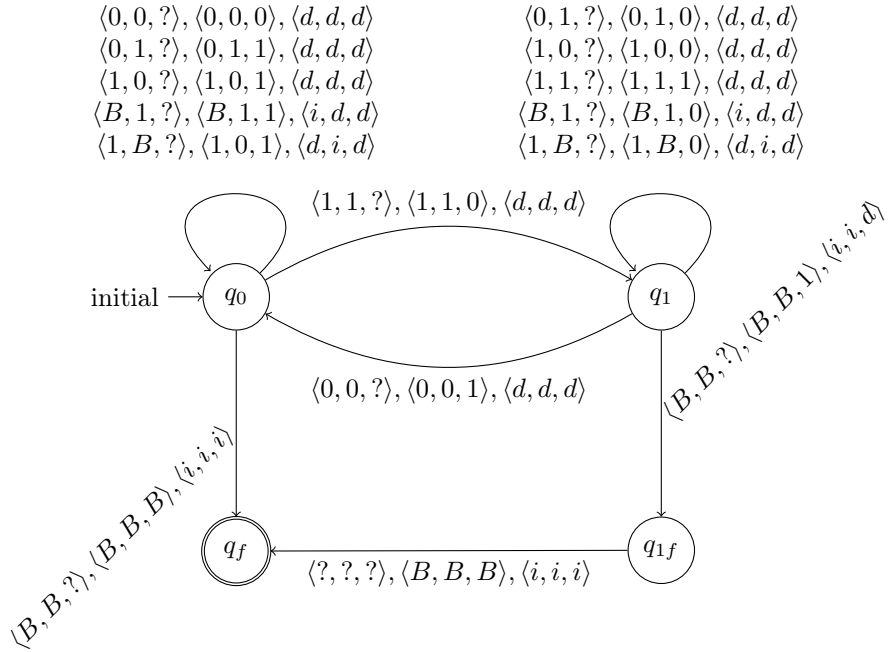 ⟨0, 0, ?⟩, ⟨0, 0, 0⟩, ⟨d, d, d⟩
⟨0, 1, ?⟩, ⟨0, 1, 1⟩, ⟨d, d, d⟩
⟨1, 0, ?⟩, ⟨1, 0, 1⟩, ⟨d, d, d⟩
⟨B, 1, ?⟩, ⟨B, 1, 1⟩, ⟨i, d, d⟩
⟨1, B, ?⟩, ⟨1, 0, 1⟩, ⟨d, i, d⟩
⟨0, 1, ?⟩, ⟨0, 1, 0⟩, ⟨d, d, d⟩
⟨1, 0, ?⟩, ⟨1, 0, 0⟩, ⟨d, d, d⟩
⟨1, 1, ?⟩, ⟨1, 1, 1⟩, ⟨d, d, d⟩
⟨B, 1, ?⟩, ⟨B, 1, 0⟩, ⟨i, d, d⟩
⟨1, B, ?⟩, ⟨1, B, 0⟩, ⟨d, i, d⟩
⟨1, 1, ?⟩, ⟨1, 1, 0⟩, ⟨d, d, d⟩
initial
q₀
q₁
⟨0, 0, ?⟩, ⟨0, 0, 1⟩, ⟨d, d, d⟩
⟨B, B, ?⟩, ⟨B, B, 1⟩, ⟨i, i, d⟩
⟨B, B, ?⟩, ⟨B, B, B⟩, ⟨i, i, i⟩
q_f
q_{1f}
⟨?, ?, ?⟩, ⟨B, B, B⟩, ⟨i, i, i⟩